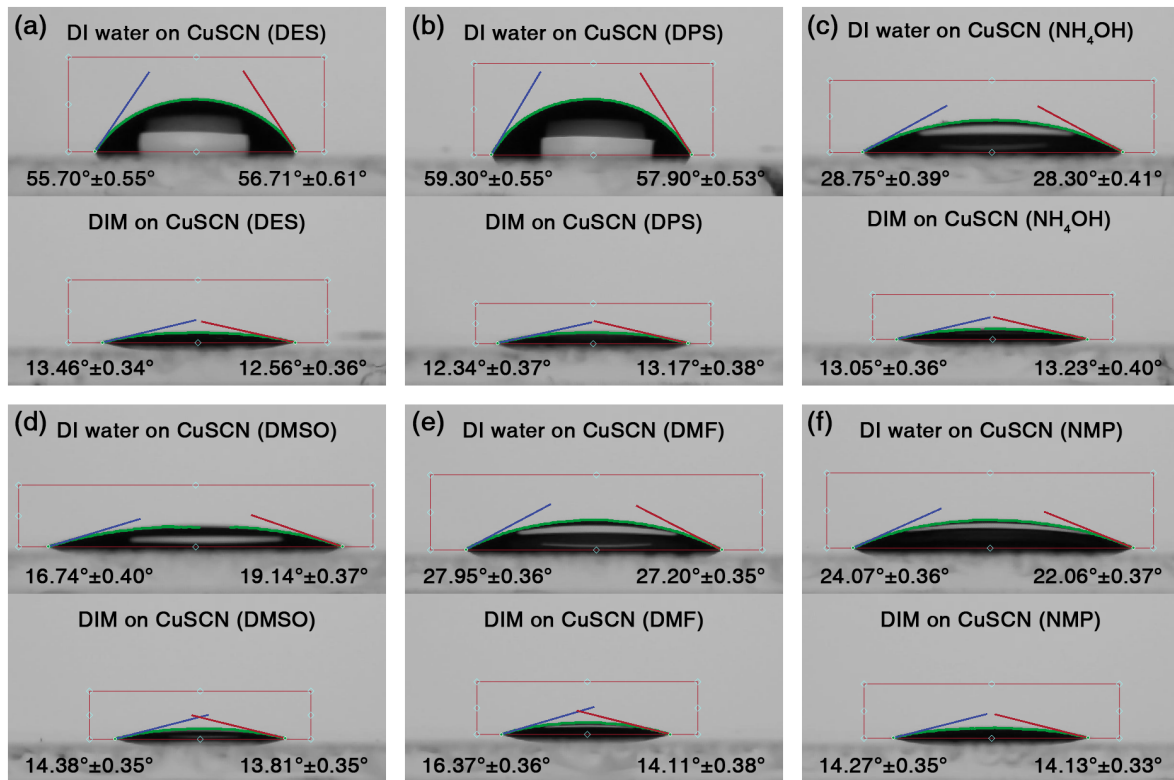 (a)
DI water on CuSCN (DES)
55.70°±0.55° 56.71°±0.61°
DIM on CuSCN (DES)
13.46°±0.34° 12.56°±0.36°
(b)
DI water on CuSCN (DPS)
59.30°±0.55° 57.90°±0.53°
DIM on CuSCN (DPS)
12.34°±0.37° 13.17°±0.38°
(c)
DI water on CuSCN (NH₄OH)
28.75°±0.39° 28.30°±0.41°
DIM on CuSCN (NH₄OH)
13.05°±0.36° 13.23°±0.40°
(d)
DI water on CuSCN (DMSO)
16.74°±0.40° 19.14°±0.37°
DIM on CuSCN (DMSO)
14.38°±0.35° 13.81°±0.35°
(e)
DI water on CuSCN (DMF)
27.95°±0.36° 27.20°±0.35°
DIM on CuSCN (DMF)
16.37°±0.36° 14.11°±0.38°
(f)
DI water on CuSCN (NMP)
24.07°±0.36° 22.06°±0.37°
DIM on CuSCN (NMP)
14.27°±0.35° 14.13°±0.33°